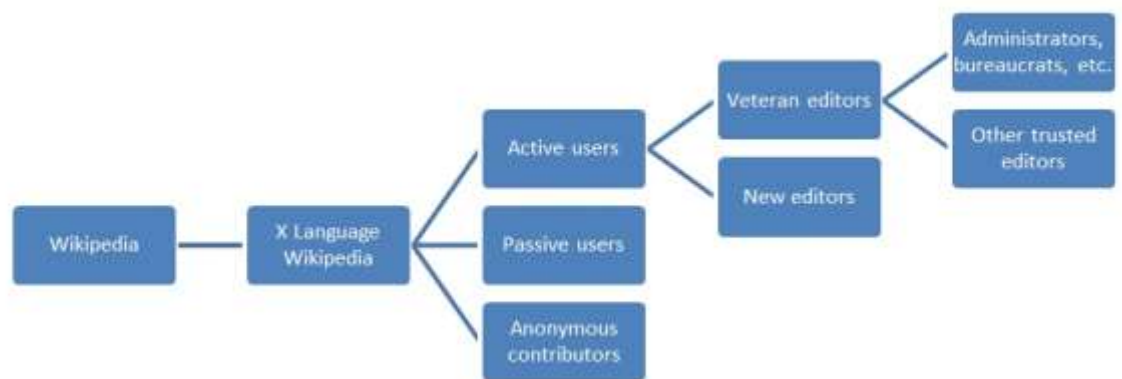 Wikipedia
X Language
Wikipedia
Active users
Passive users
Anonymous
contributors
Veteran editors
New editors
Administrators,
bureaucrats, etc.
Other trusted
editors